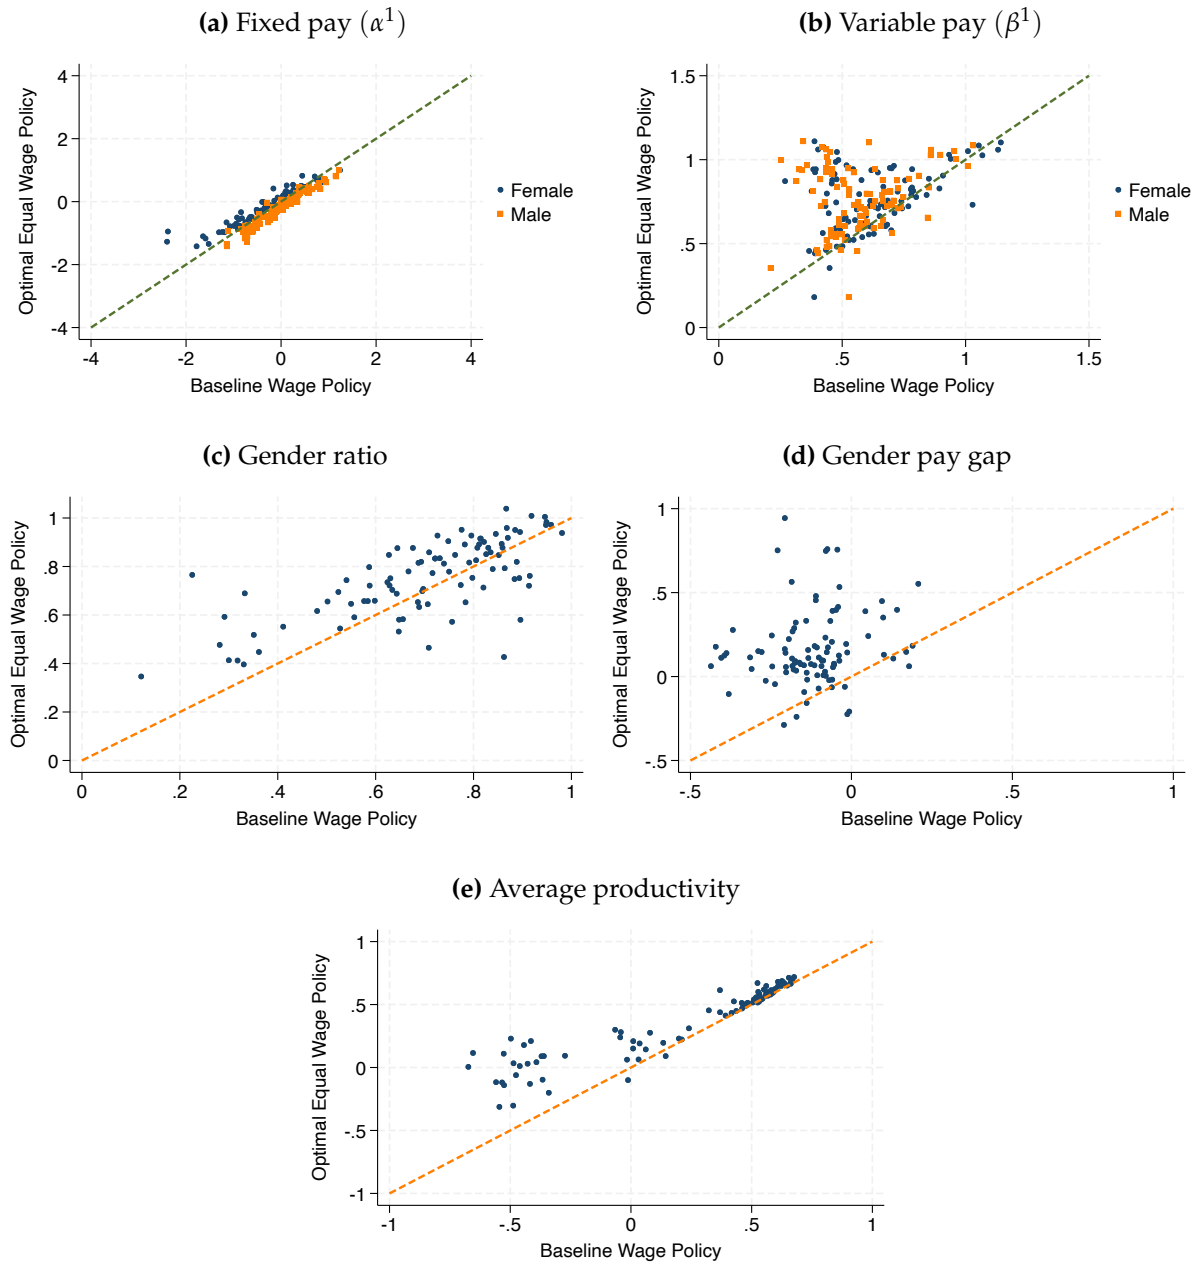 (a) Fixed pay (α¹)
Optimal Equal Wage Policy
4
2
0
-2
-4
-4 -2 0 2 4
Baseline Wage Policy
Female
Male
(b) Variable pay (β¹)
Optimal Equal Wage Policy
1.5
1
.5
0
0 .5 1 1.5
Baseline Wage Policy
Female
Male
(c) Gender ratio
Optimal Equal Wage Policy
1
.8
.6
.4
.2
0
0 .2 .4 .6 .8 1
Baseline Wage Policy
(d) Gender pay gap
Optimal Equal Wage Policy
1
.5
0
-.5
-.5 0 .5 1
Baseline Wage Policy
(e) Average productivity
Optimal Equal Wage Policy
1
.5
0
-.5
-1
-1 -.5 0 .5 1
Baseline Wage Policy